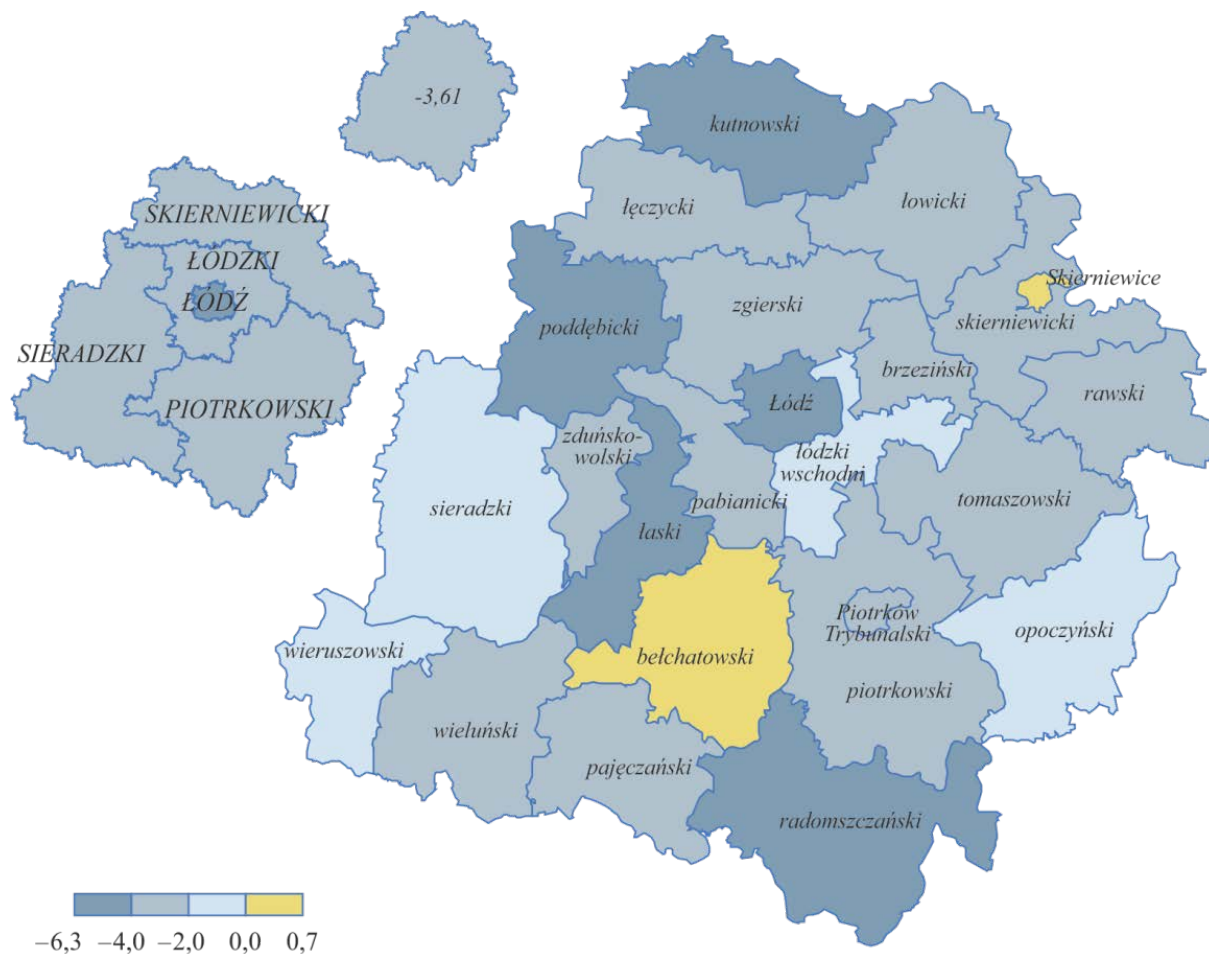 -3,61
kutnowski
łęczycki
łowicki
SKIERNIEWICKI
ŁÓDZKI
ŁÓDŹ
SIERADZKI
PIOTRKOWSKI
Skierniewice
skierniewicki
zgierski
poddębicki
brzeziński
rawski
Łódź
zduńsko-
wolski
łódzki
wschodni
sieradzki
pabianicki
tomaszowski
łaski
Piotrków
Trybunalski
opoczyński
wieruszowski
bełchatowski
piotrkowski
wieluński
pajęczański
radomszczański
–6,3 –4,0 –2,0 0,0 0,7